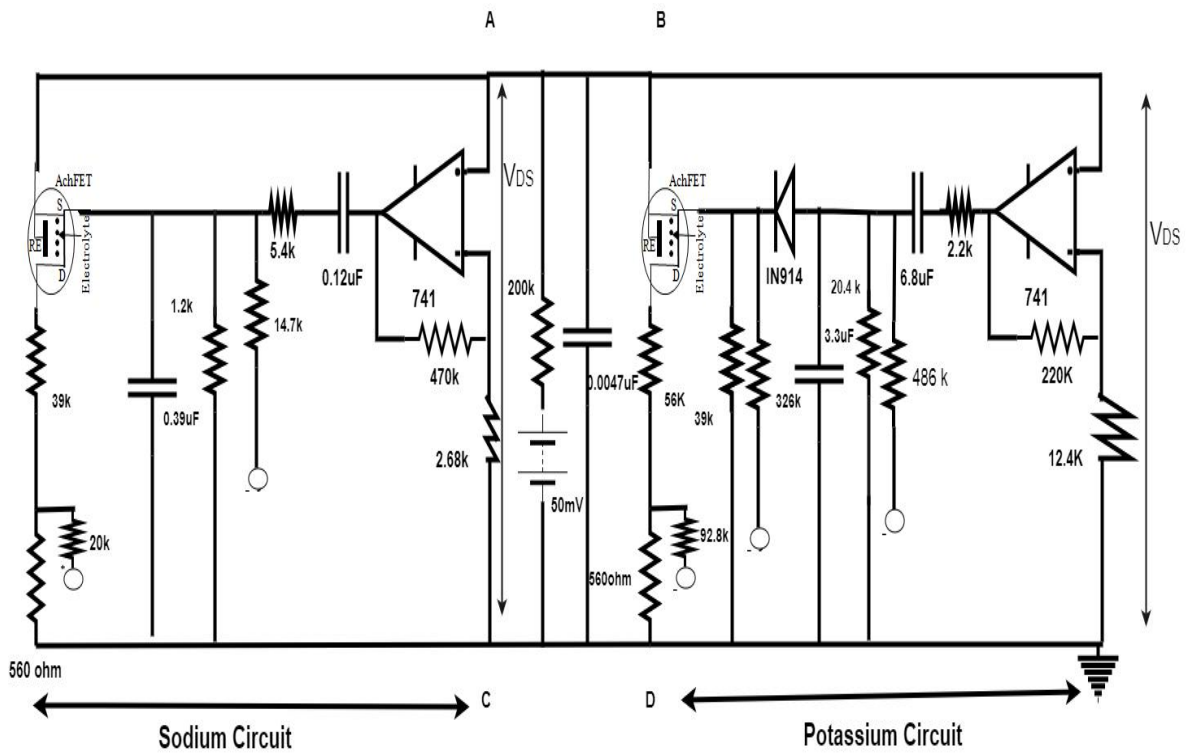 A
B
AchFET
S
RE
D
Electrolyte
5.4k
0.12uF
741
470k
VDS
200k
0.0047uF
50mV
2.68k
1.2k
14.7k
39k
0.39uF
20k
560 ohm
AchFET
S
RE
D
Electrolyte
IN914
6.8uF
2.2k
741
220K
VDS
20.4 k
3.3uF
486 k
56K
39k
326k
12.4K
92.8k
560ohm
C
D
Sodium Circuit
Potassium Circuit